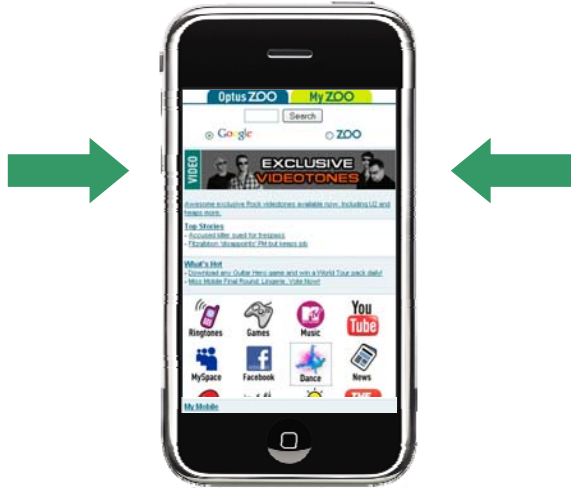 Optus ZOO My ZOO
Search
Google ZOO
VIDEO
EXCLUSIVE
VIDEOTONES
Awesome exclusive Rock videotones available now, including U2 and
heaps more.
Top Stories
- Accused killer sued for trespass
- Fitzgibbon 'disappoints' PM but keeps job
What's Hot
- Download any Guitar Hero game and win a World Tour pack daily!
- Miss Mobile Final Round: Lingerie. Vote Now!
MTV
You
Tube
Ringtones Games Music
MySpace Facebook Dance News
THE
My Mobile